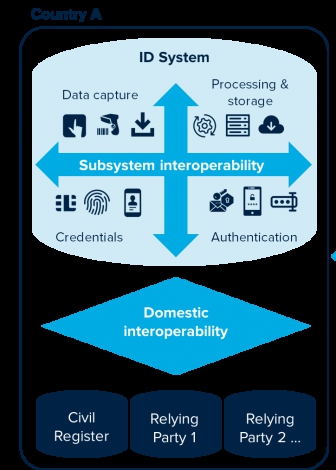 Country A
ID System
Data capture
Processing &
storage
Subsystem interoperability
Credentials
Authentication
Domestic
interoperability
Civil
Register
Relying
Party 1
Relying
Party 2 ...